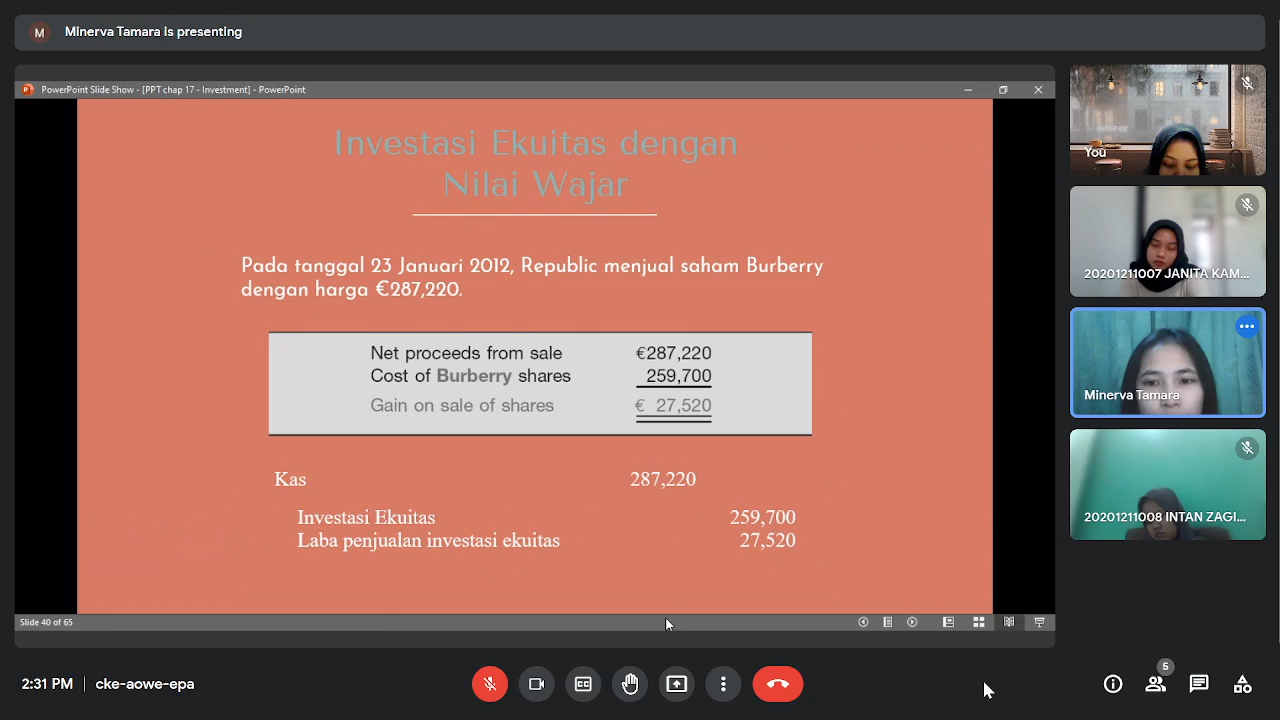 M Minerva Tamara is presenting
PowerPoint Slide Show - [PPT chap 17 - Investment] - PowerPoint
Investasi Ekuitas dengan
Nilai Wajar
Pada tanggal 23 Januari 2012, Republic menjual saham Burberry
dengan harga €287,220.
Net proceeds from sale €287,220
Cost of Burberry shares 259,700
Gain on sale of shares € 27,520
Kas 287,220
Investasi Ekuitas 259,700
Laba penjualan investasi ekuitas 27,520
Slide 40 of 65
You
20201211007 JANITA KAM...
Minerva Tamara
20201211008 INTAN ZAGI...
2:31 PM | cke-aowe-epa
5